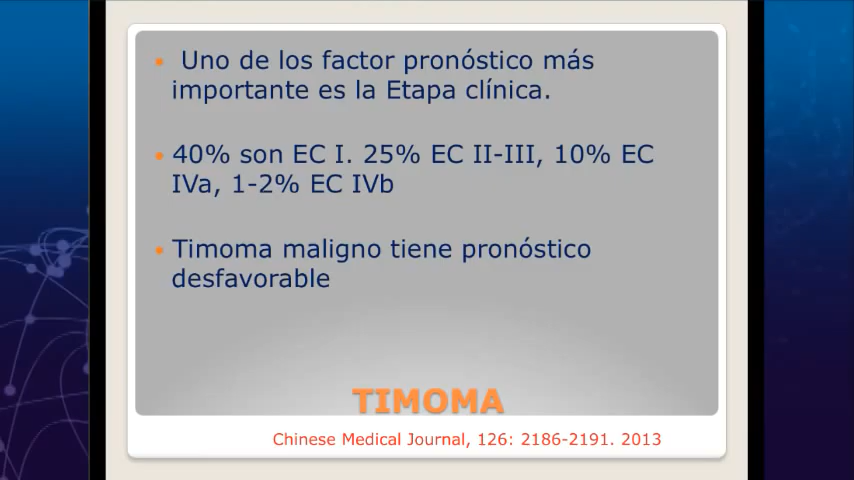 Uno de los factor pronóstico más
importante es la Etapa clínica.
40% son EC I. 25% EC II-III, 10% EC
IVa, 1-2% EC IVb
Timoma maligno tiene pronóstico
desfavorable
TIMOMA
Chinese Medical Journal, 126: 2186-2191. 2013